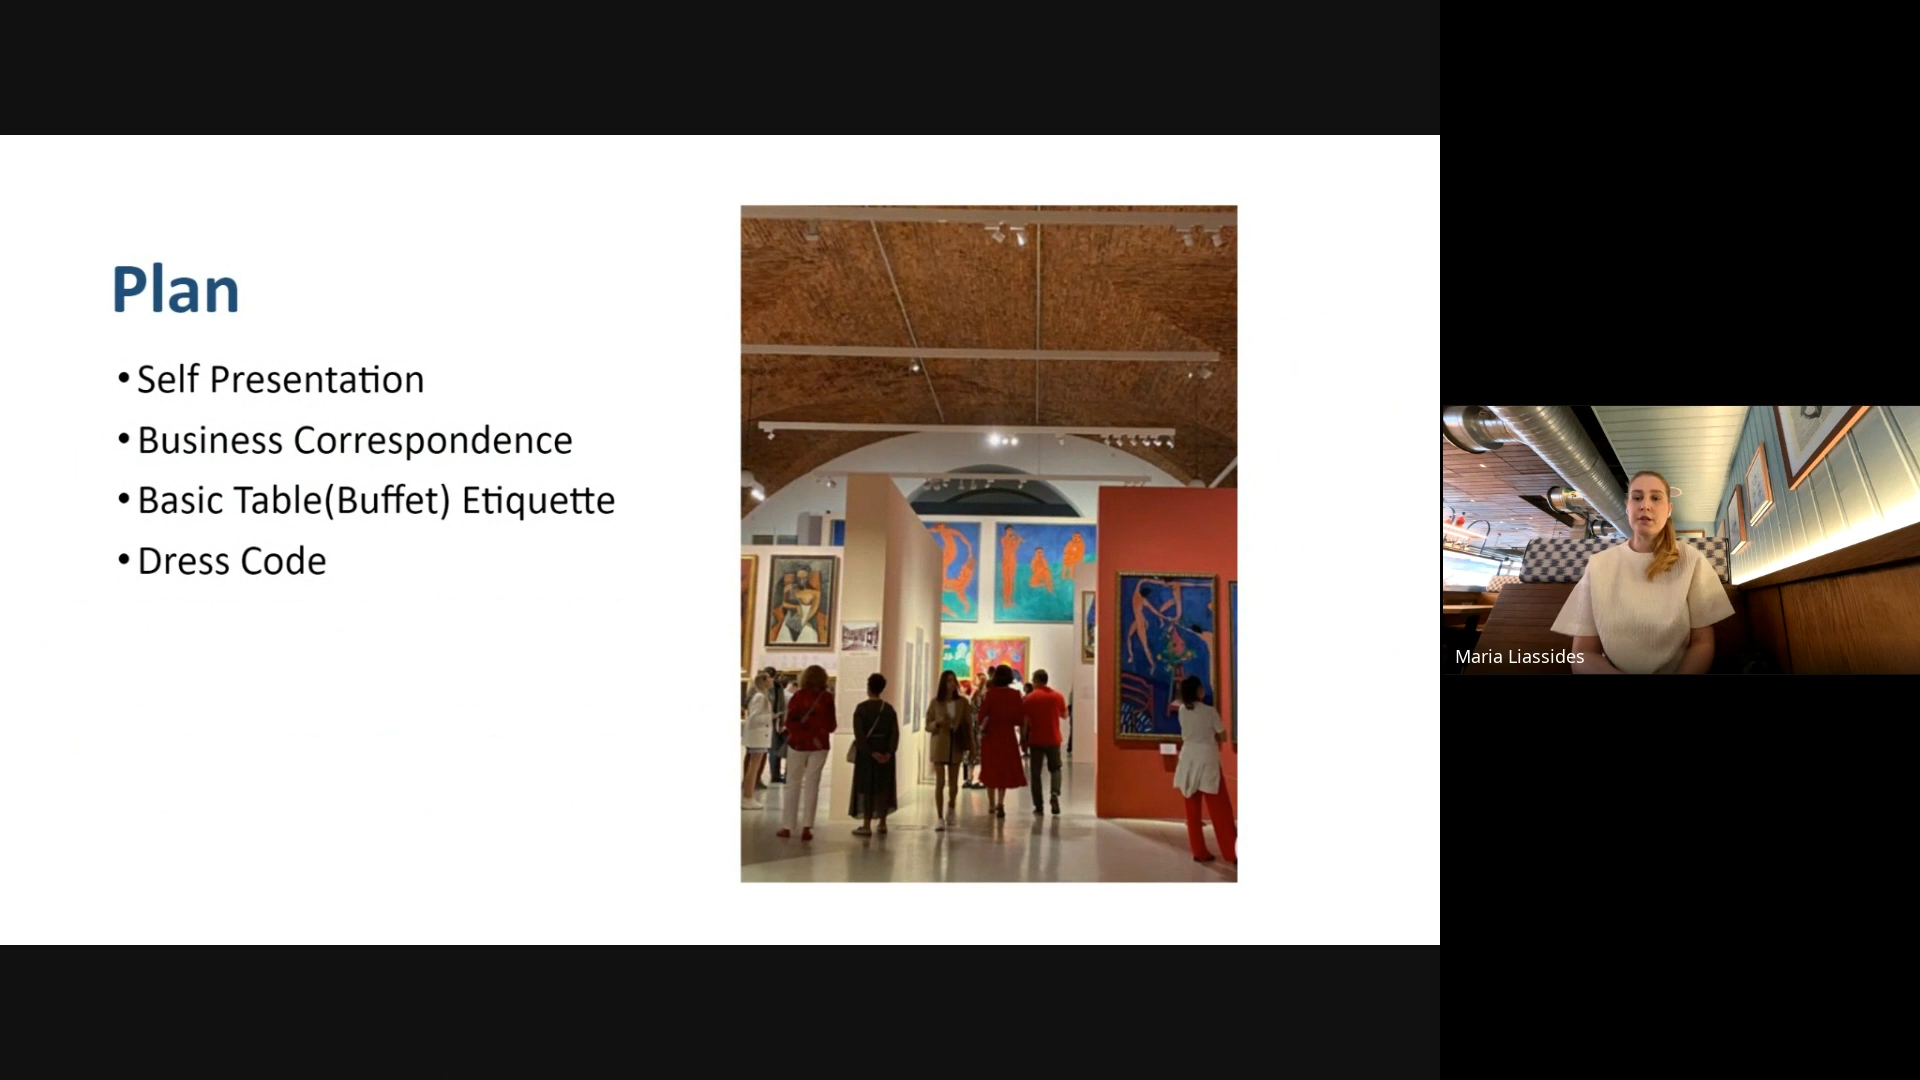 Plan
• Self Presentation
• Business Correspondence
• Basic Table(Buffet) Etiquette
• Dress Code
Maria Liassides